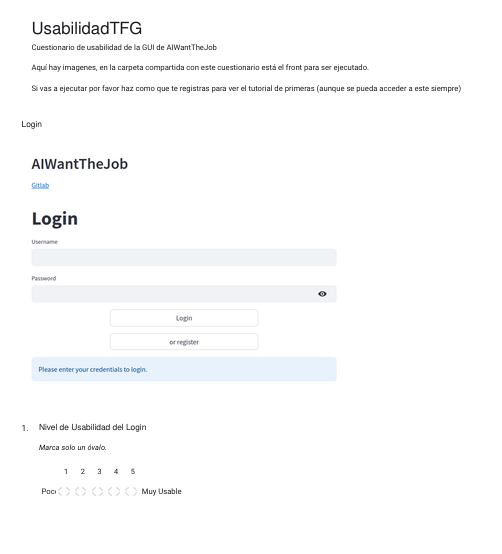 UsabilidadTFG
Cuestionario de usabilidad de la GUI de AIWantTheJob
Aquí hay imagenes, en la carpeta compartida con este cuestionario está el front para ser ejecutado.
Si vas a ejecutar por favor haz como que te registras para ver el tutorial de primeras (aunque se pueda acceder a este siempre)
Login
AIWantTheJob
Gitlab
Login
Username
Password
Login
or register
Please enter your credentials to login.
1. Nivel de Usabilidad del Login
Marca solo un óvalo.
1 2 3 4 5
Poco Muy Usable